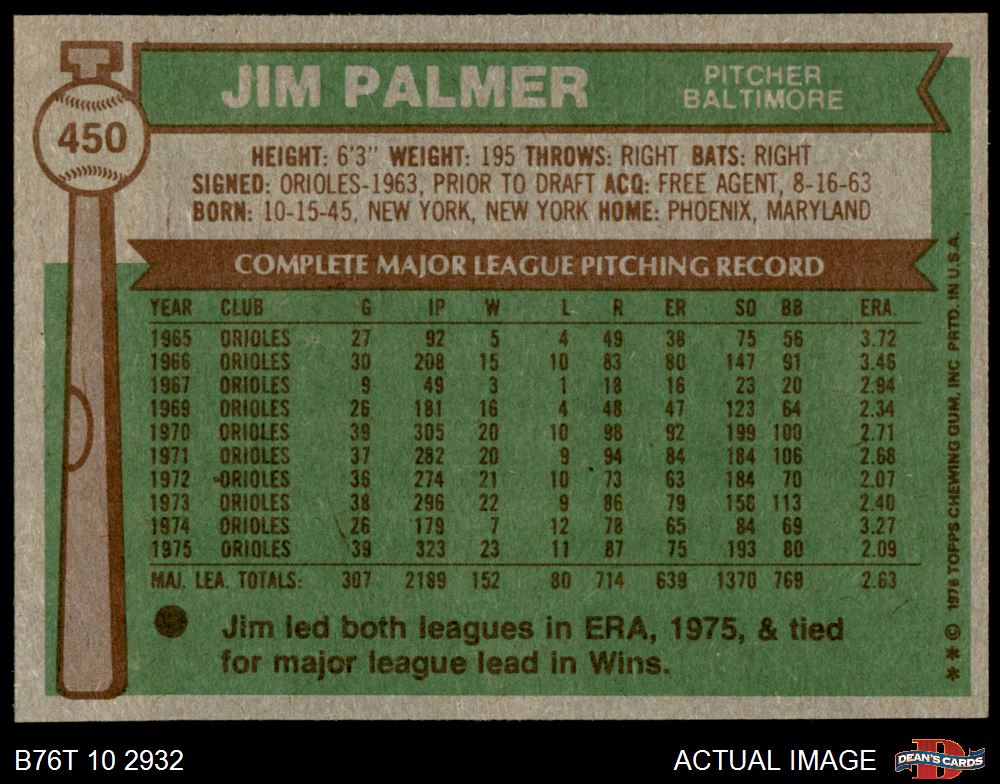 450
JIM PALMER
PITCHER
BALTIMORE
HEIGHT: 6'3" WEIGHT: 195 THROWS: RIGHT BATS: RIGHT
SIGNED: ORIOLES-1963, PRIOR TO DRAFT ACQ: FREE AGENT, 8-16-63
BORN: 10-15-45, NEW YORK, NEW YORK HOME: PHOENIX, MARYLAND
COMPLETE MAJOR LEAGUE PITCHING RECORD
YEAR CLUB G IP W L R ER SO BB ERA.
1965 ORIOLES 27 92 5 4 49 38 75 56 3.72
1966 ORIOLES 30 208 15 10 83 80 147 91 3.46
1967 ORIOLES 9 49 3 1 18 16 23 20 2.94
1969 ORIOLES 26 181 16 4 48 47 123 64 2.34
1970 ORIOLES 39 305 20 10 98 92 199 100 2.71
1971 ORIOLES 37 282 20 9 94 84 184 106 2.68
1972 ORIOLES 36 274 21 10 73 63 184 70 2.07
1973 ORIOLES 38 296 22 9 86 79 158 113 2.40
1974 ORIOLES 26 179 7 12 78 65 84 69 3.27
1975 ORIOLES 39 323 23 11 87 75 193 80 2.09
MAJ. LEA. TOTALS: 307 2189 152 80 714 639 1370 769 2.63
Jim led both leagues in ERA, 1975, & tied
for major league lead in Wins.
** © 1976 TOPPS CHEWING GUM, INC. PRTD. IN U.S.A.
B76T 10 2932
ACTUAL IMAGE
DEAN'S CARDS